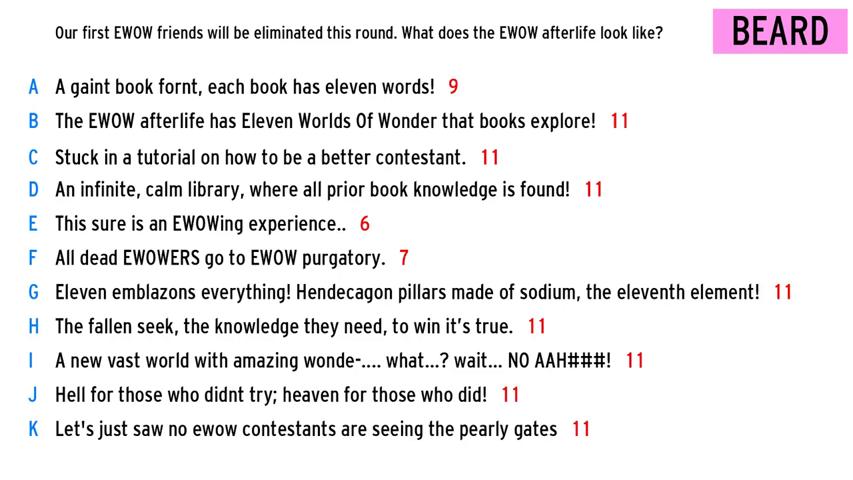 Our first EWOW friends will be eliminated this round. What does the EWOW afterlife look like?
BEARD
A A gaint book fornt, each book has eleven words! 9
B The EWOW afterlife has Eleven Worlds Of Wonder that books explore! 11
C Stuck in a tutorial on how to be a better contestant. 11
D An infinite, calm library, where all prior book knowledge is found! 11
E This sure is an EWOWing experience.. 6
F All dead EWOWERS go to EWOW purgatory. 7
G Eleven emblazons everything! Hendecagon pillars made of sodium, the eleventh element! 11
H The fallen seek, the knowledge they need, to win it's true. 11
I A new vast world with amazing wonde-.... what...? wait... NO AAH###! 11
J Hell for those who didnt try; heaven for those who did! 11
K Let's just saw no ewow contestants are seeing the pearly gates 11